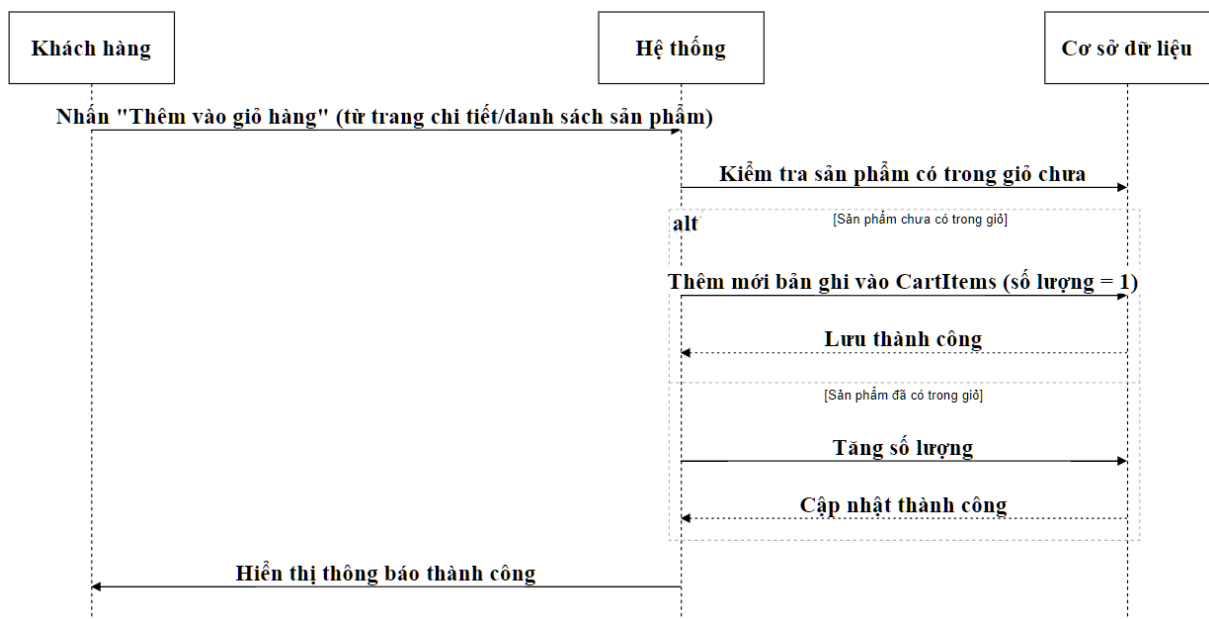 Khách hàng
Hệ thống
Cơ sở dữ liệu
Nhấn "Thêm vào giỏ hàng" (từ trang chi tiết/danh sách sản phẩm)
Kiểm tra sản phẩm có trong giỏ chưa
alt
[Sản phẩm chưa có trong giỏ]
Thêm mới bản ghi vào CartItems (số lượng = 1)
Lưu thành công
[Sản phẩm đã có trong giỏ]
Tăng số lượng
Cập nhật thành công
Hiển thị thông báo thành công